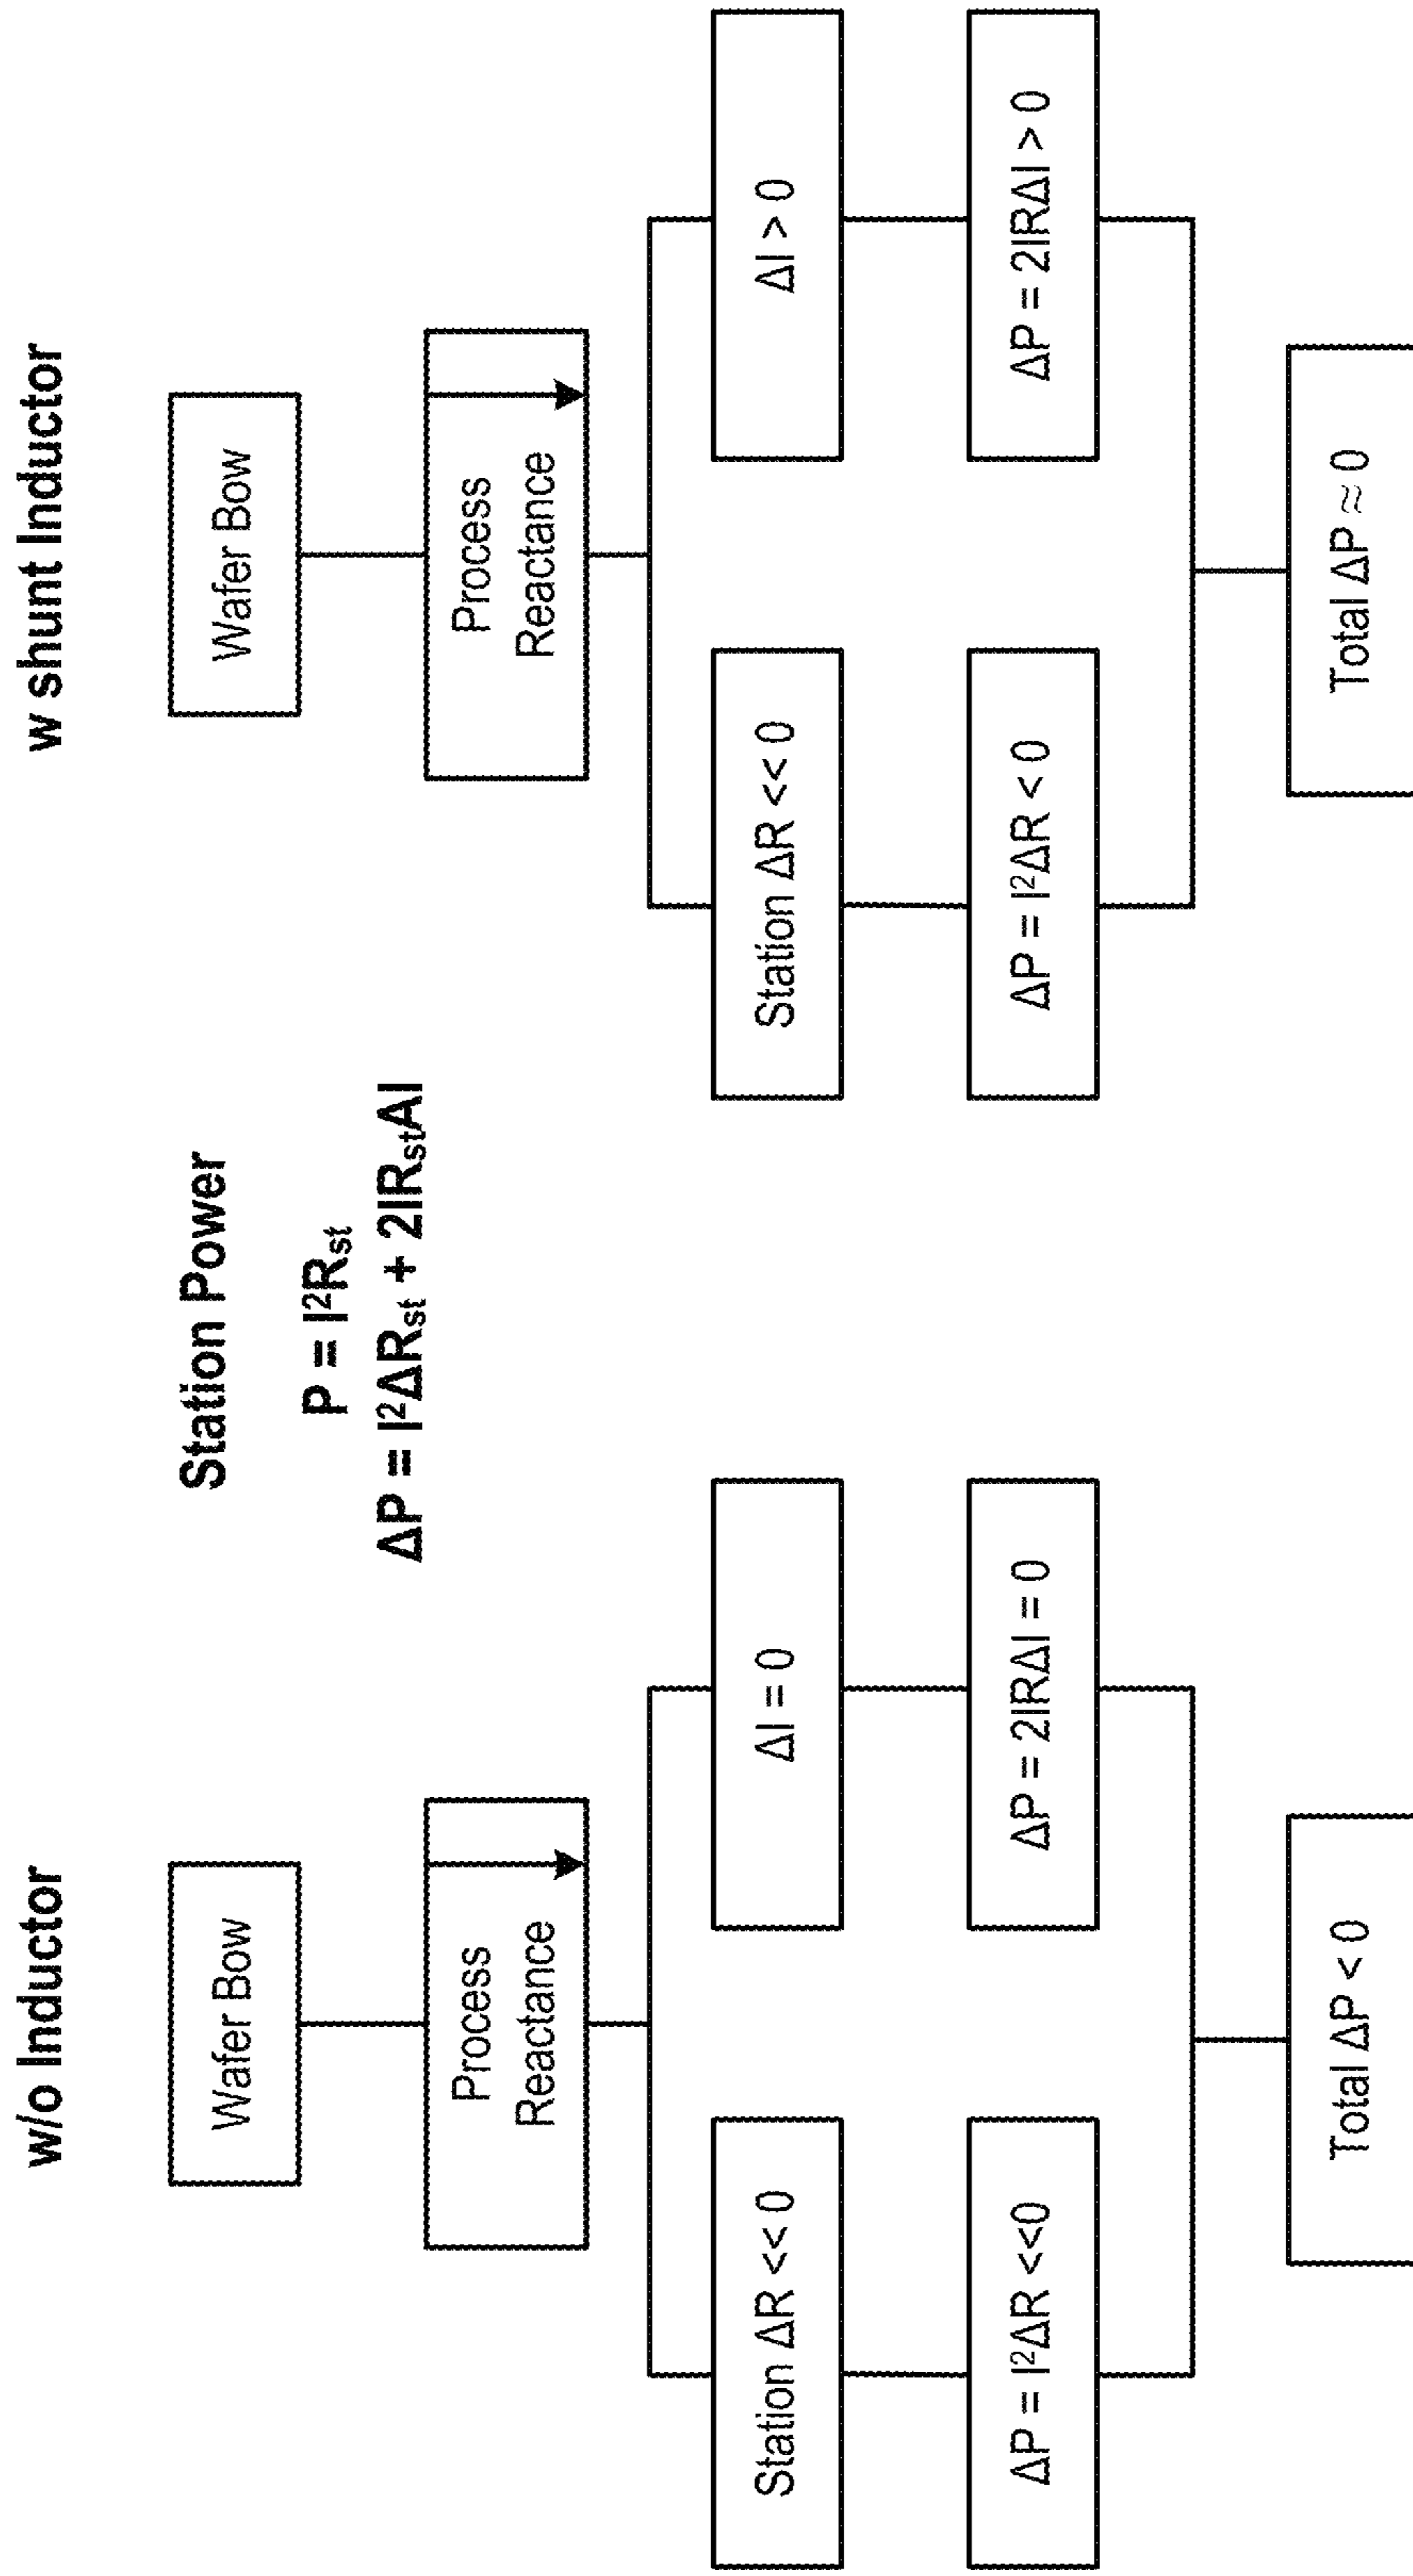 w/o Inductor
Wafer Bow
Process
Reactance
Station ΔR << 0
ΔI = 0
ΔP = I²ΔR <<0
ΔP = 2IRΔI = 0
Total ΔP < 0
Station Power
P = I²Rst
ΔP = I²ΔRst + 2IRstAI
w shunt Inductor
Wafer Bow
Process
Reactance
Station ΔR << 0
ΔI > 0
ΔP = I²ΔR < 0
ΔP = 2IRΔI > 0
Total ΔP ≈ 0